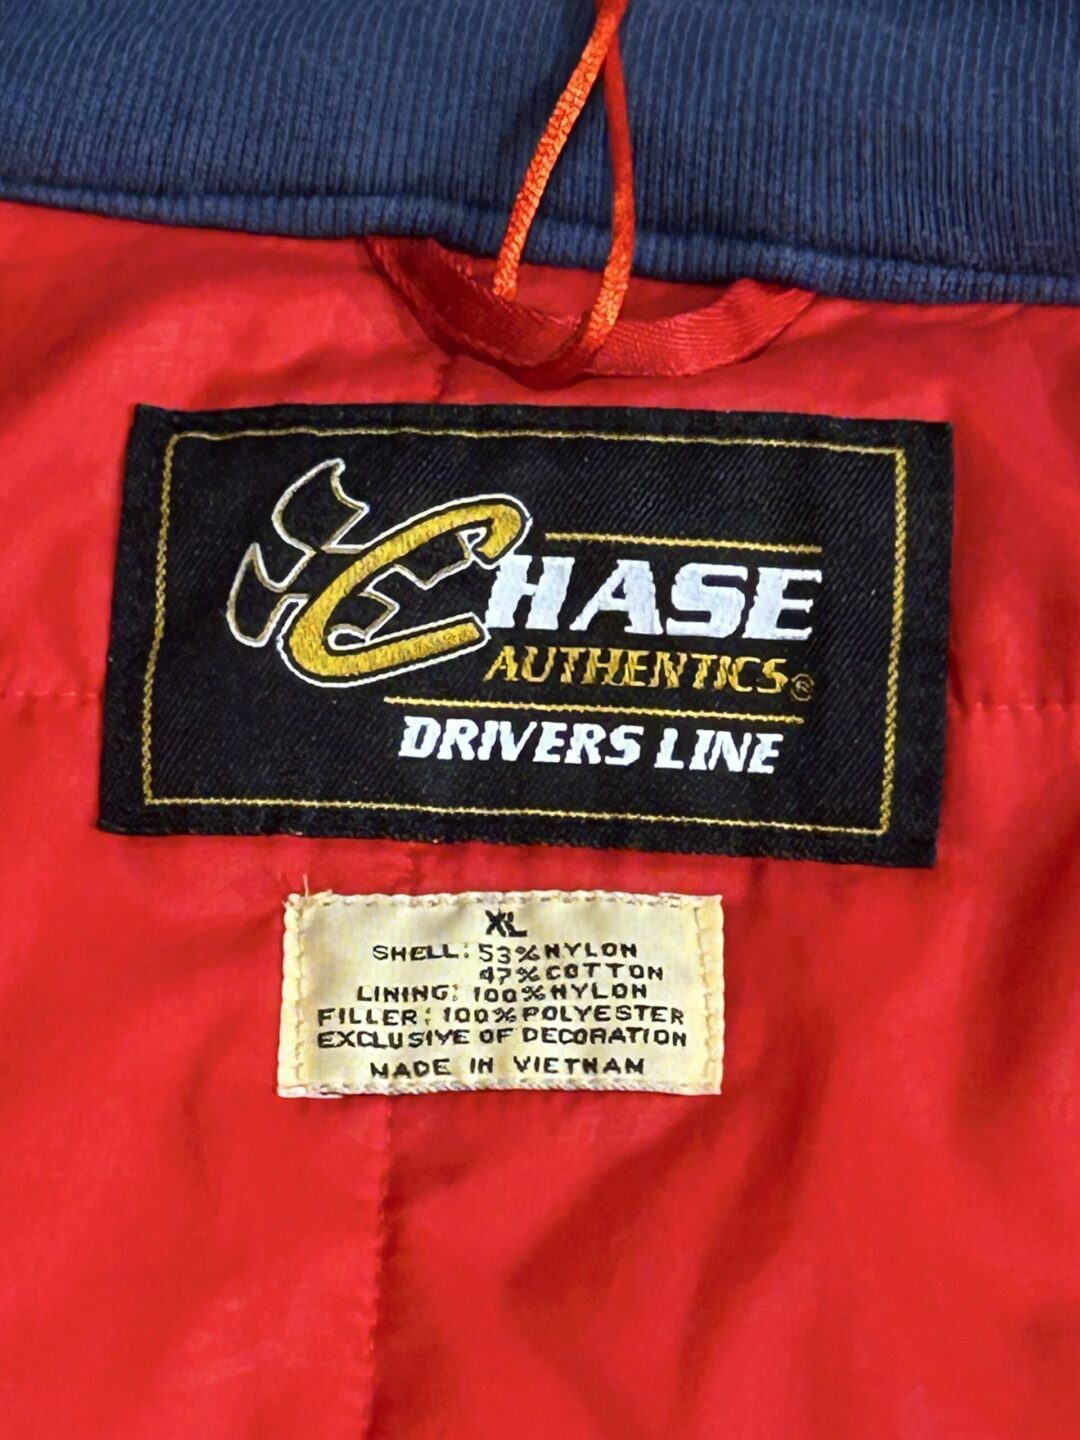 CHASE
AUTHENTICS®
DRIVERS LINE
XL
SHELL: 53% NYLON
47% COTTON
LINING: 100% NYLON
FILLER: 100% POLYESTER
EXCLUSIVE OF DECORATION
MADE IN VIETNAM